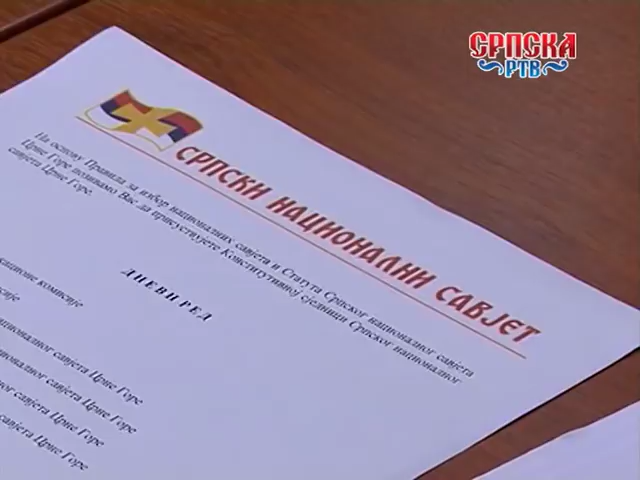 СРПСКА
РТВ
СРПСКИ НАЦИОНАЛНИ САВЈЕТ
На основу Правила за избор националних савјета и Статута Српског националног савјета
Црне Горе позивамо Вас да присуствујете Конститутивној сједници Српског националног
савјета Црне Горе.
ДНЕВНИ РЕД
комисије
националног савјета Црне Горе
националног савјета Црне Горе
савјета Црне Горе
савјета Црне Горе